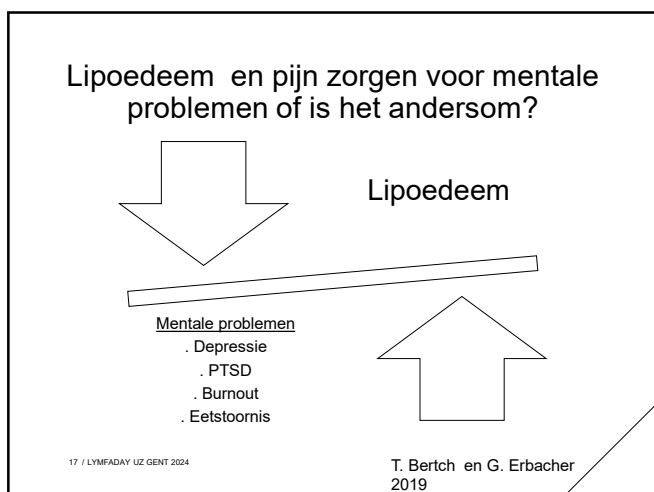 Lipoedeem en pijn zorgen voor mentale
problemen of is het andersom?
Lipoedeem
Mentale problemen
. Depressie
. PTSD
. Burnout
. Eetstoornis
17 / LYMFADAY UZ GENT 2024
T. Bertch en G. Erbacher
2019